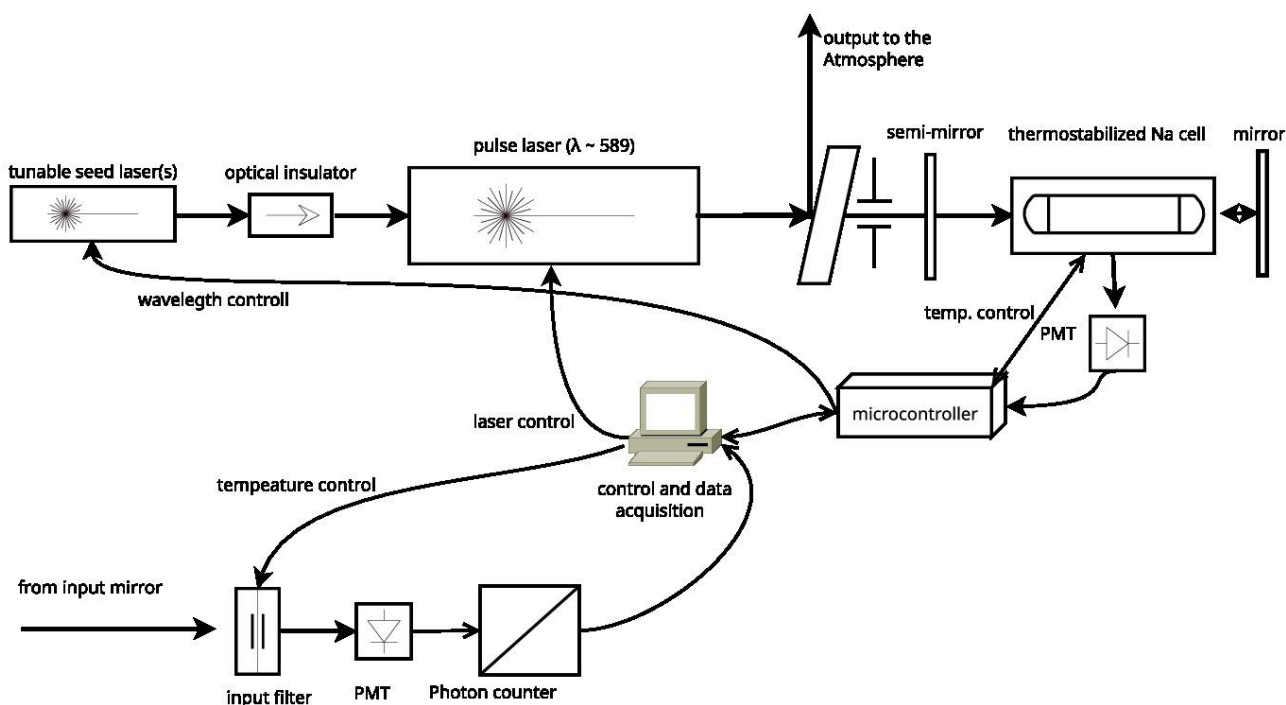 output to the
Atmosphere
semi-mirror
thermostabilized Na cell
mirror
pulse laser (λ ~ 589)
tunable seed laser(s)
optical insulator
wavelegth controll
temp. control
PMT
microcontroller
laser control
tempeature control
control and data
acquisition
from input mirror
input filter
PMT
Photon counter